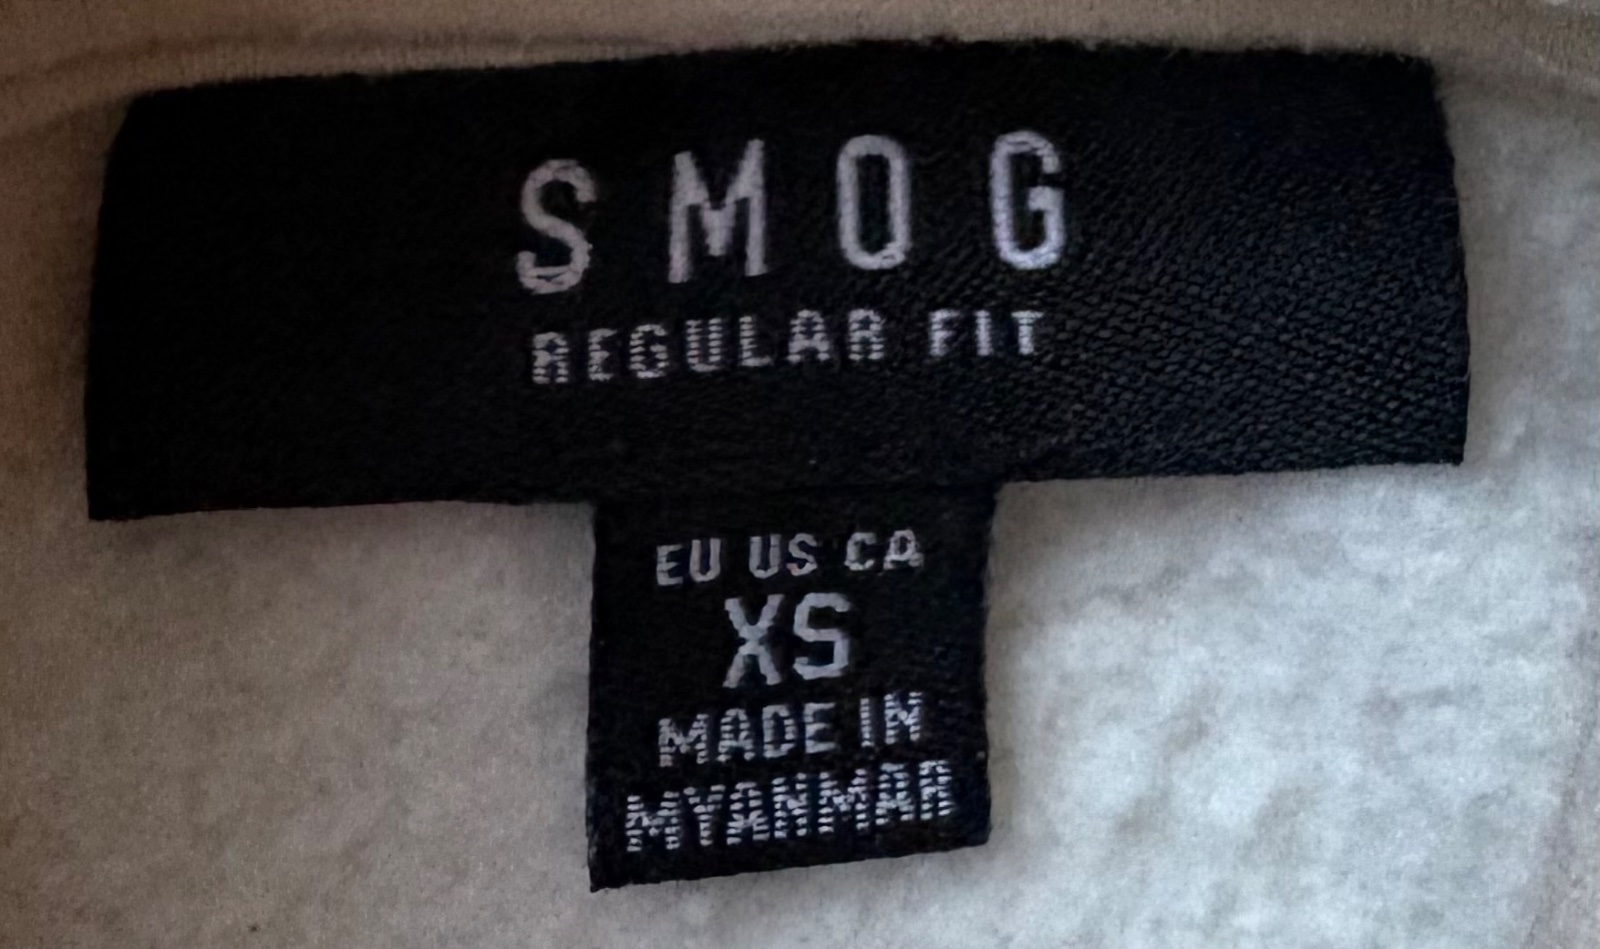 SMOG
REGULAR FIT
EU US CA
XS
MADE IN
MYANMAR